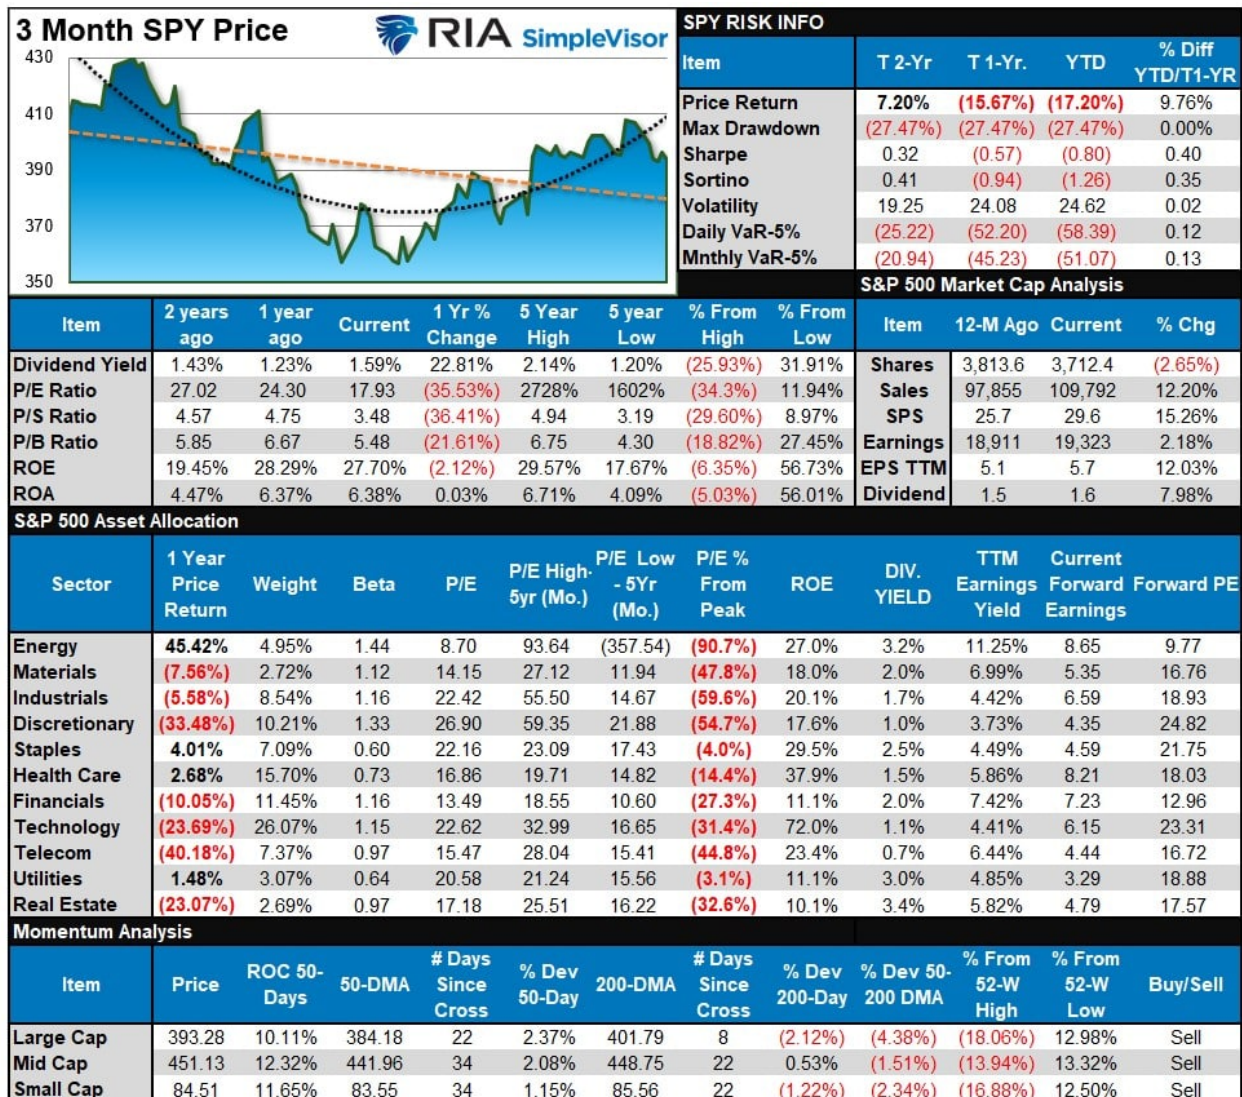 3 Month SPY Price
RIA SimpleVisor
430
410
390
370
350
SPY RISK INFO
Item T 2-Yr T 1-Yr. YTD % Diff YTD/T1-YR
Price Return 7.20% (15.67%) (17.20%) 9.76%
Max Drawdown (27.47%) (27.47%) (27.47%) 0.00%
Sharpe 0.32 (0.57) (0.80) 0.40
Sortino 0.41 (0.94) (1.26) 0.35
Volatility 19.25 24.08 24.62 0.02
Daily VaR-5% (25.22) (52.20) (58.39) 0.12
Mnthly VaR-5% (20.94) (45.23) (51.07) 0.13
Item 2 years ago 1 year ago Current 1 Yr % Change 5 Year High 5 year Low % From High % From Low
Dividend Yield 1.43% 1.23% 1.59% 22.81% 2.14% 1.20% (25.93%) 31.91%
P/E Ratio 27.02 24.30 17.93 (35.53%) 2728% 1602% (34.3%) 11.94%
P/S Ratio 4.57 4.75 3.48 (36.41%) 4.94 3.19 (29.60%) 8.97%
P/B Ratio 5.85 6.67 5.48 (21.61%) 6.75 4.30 (18.82%) 27.45%
ROE 19.45% 28.29% 27.70% (2.12%) 29.57% 17.67% (6.35%) 56.73%
ROA 4.47% 6.37% 6.38% 0.03% 6.71% 4.09% (5.03%) 56.01%
S&P 500 Market Cap Analysis
Item 12-M Ago Current % Chg
Shares 3,813.6 3,712.4 (2.65%)
Sales 97,855 109,792 12.20%
SPS 25.7 29.6 15.26%
Earnings 18,911 19,323 2.18%
EPS TTM 5.1 5.7 12.03%
Dividend 1.5 1.6 7.98%
S&P 500 Asset Allocation
Sector 1 Year Price Return Weight Beta P/E P/E High- 5yr (Mo.) P/E Low - 5Yr (Mo.) P/E % From Peak ROE DIV. YIELD TTM Earnings Yield Current Forward Earnings Forward PE
Energy 45.42% 4.95% 1.44 8.70 93.64 (357.54) (90.7%) 27.0% 3.2% 11.25% 8.65 9.77
Materials (7.56%) 2.72% 1.12 14.15 27.12 11.94 (47.8%) 18.0% 2.0% 6.99% 5.35 16.76
Industrials (5.58%) 8.54% 1.16 22.42 55.50 14.67 (59.6%) 20.1% 1.7% 4.42% 6.59 18.93
Discretionary (33.48%) 10.21% 1.33 26.90 59.35 21.88 (54.7%) 17.6% 1.0% 3.73% 4.35 24.82
Staples 4.01% 7.09% 0.60 22.16 23.09 17.43 (4.0%) 29.5% 2.5% 4.49% 4.59 21.75
Health Care 2.68% 15.70% 0.73 16.86 19.71 14.82 (14.4%) 37.9% 1.5% 5.86% 8.21 18.03
Financials (10.05%) 11.45% 1.16 13.49 18.55 10.60 (27.3%) 11.1% 2.0% 7.42% 7.23 12.96
Technology (23.69%) 26.07% 1.15 22.62 32.99 16.65 (31.4%) 72.0% 1.1% 4.41% 6.15 23.31
Telecom (40.18%) 7.37% 0.97 15.47 28.04 15.41 (44.8%) 23.4% 0.7% 6.44% 4.44 16.72
Utilities 1.48% 3.07% 0.64 20.58 21.24 15.56 (3.1%) 11.1% 3.0% 4.85% 3.29 18.88
Real Estate (23.07%) 2.69% 0.97 17.18 25.51 16.22 (32.6%) 10.1% 3.4% 5.82% 4.79 17.57
Momentum Analysis
Item Price ROC 50- Days 50-DMA # Days Since Cross % Dev 50-Day 200-DMA # Days Since Cross % Dev 200-Day % Dev 50- 200 DMA % From 52-W High % From 52-W Low Buy/Sell
Large Cap 393.28 10.11% 384.18 22 2.37% 401.79 8 (2.12%) (4.38%) (18.06%) 12.98% Sell
Mid Cap 451.13 12.32% 441.96 34 2.08% 448.75 22 0.53% (1.51%) (13.94%) 13.32% Sell
Small Cap 84.51 11.65% 83.55 34 1.15% 85.56 22 (1.22%) (2.34%) (16.88%) 12.50% Sell